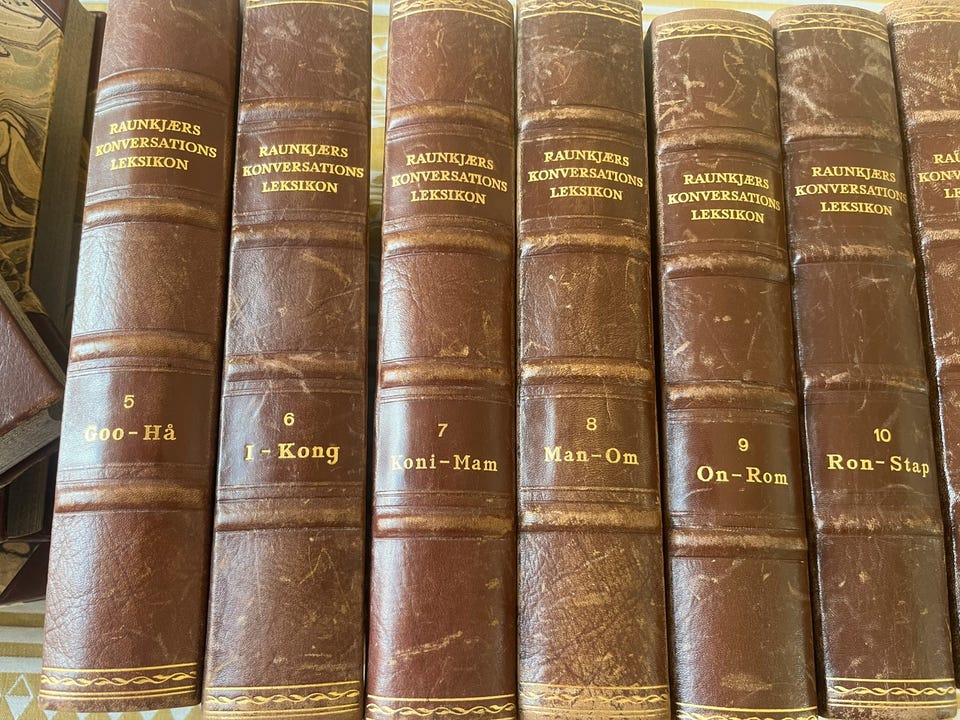 RAUNKJÆRS
KONVERSATIONS
LEKSIKON
5
Goo-Hå
RAUNKJÆRS
KONVERSATIONS
LEKSIKON
6
I-Kong
RAUNKJÆRS
KONVERSATIONS
LEKSIKON
7
Koni-Mam
RAUNKJÆRS
KONVERSATIONS
LEKSIKON
8
Man-Om
RAUNKJÆRS
KONVERSATIONS
LEKSIKON
9
On-Rom
RAUNKJÆRS
KONVERSATIONS
LEKSIKON
10
Ron-Stap